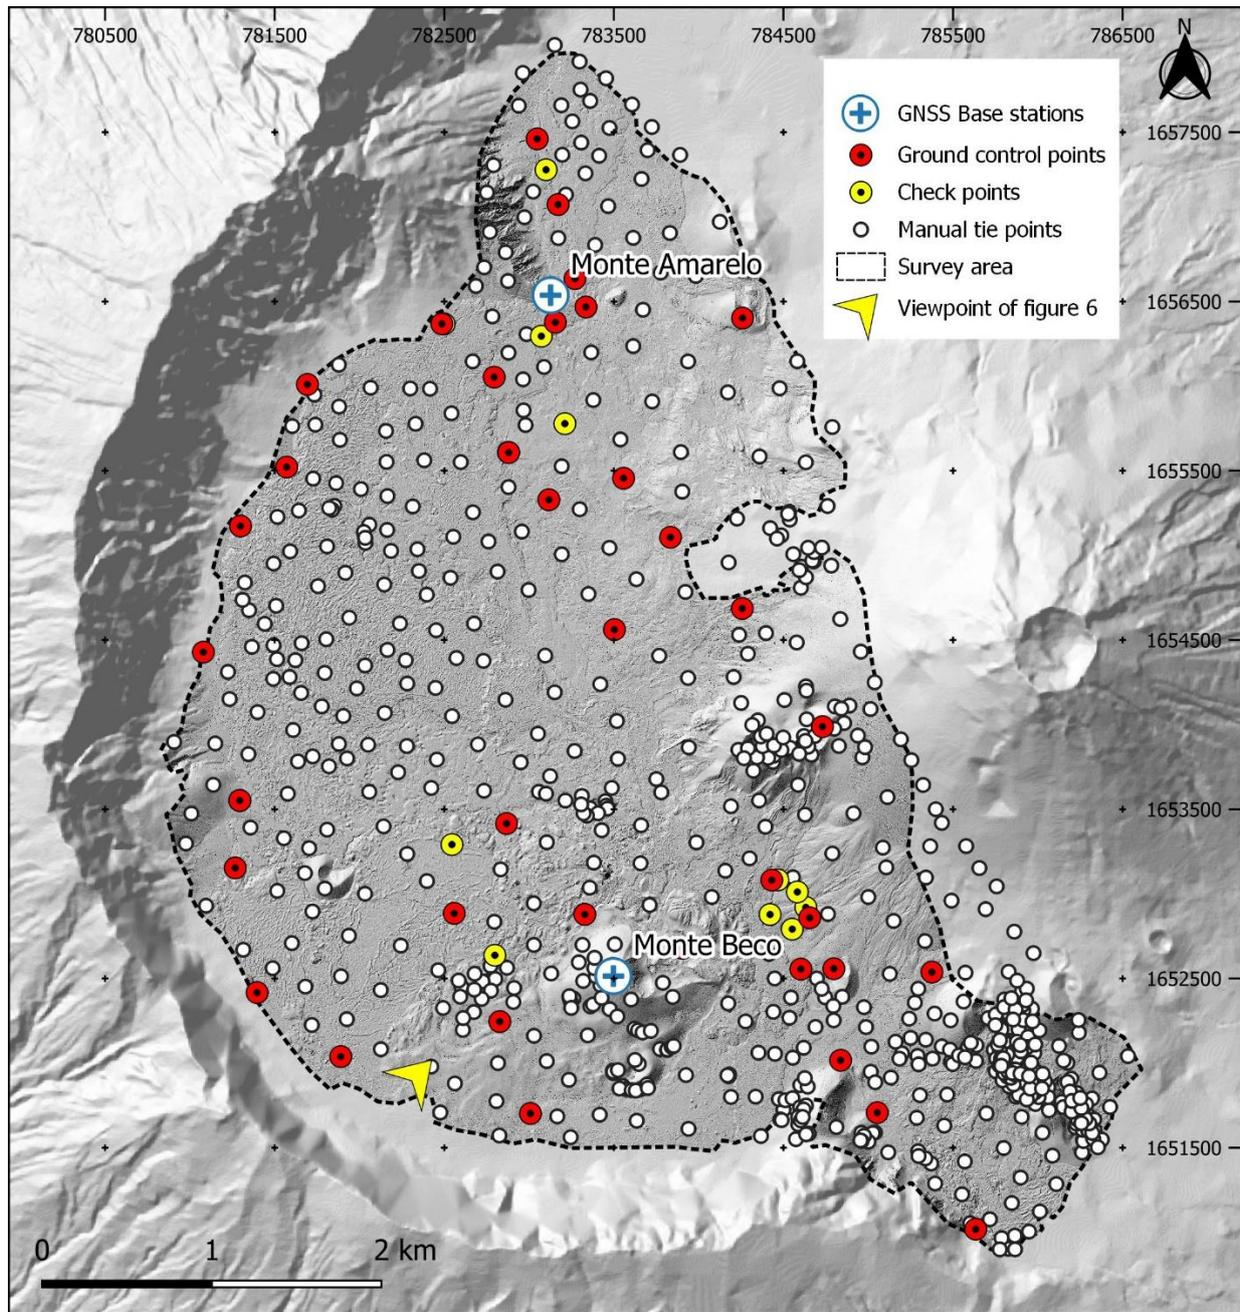 780500 781500 782500 783500 784500 785500 786500
N
GNSS Base stations
1657500
Ground control points
Check points
Manual tie points
Survey area
Monte Amarelo
1656500
Viewpoint of figure 6
1655500
1654500
1653500
Monte Beco
1652500
1651500
0 1 2 km